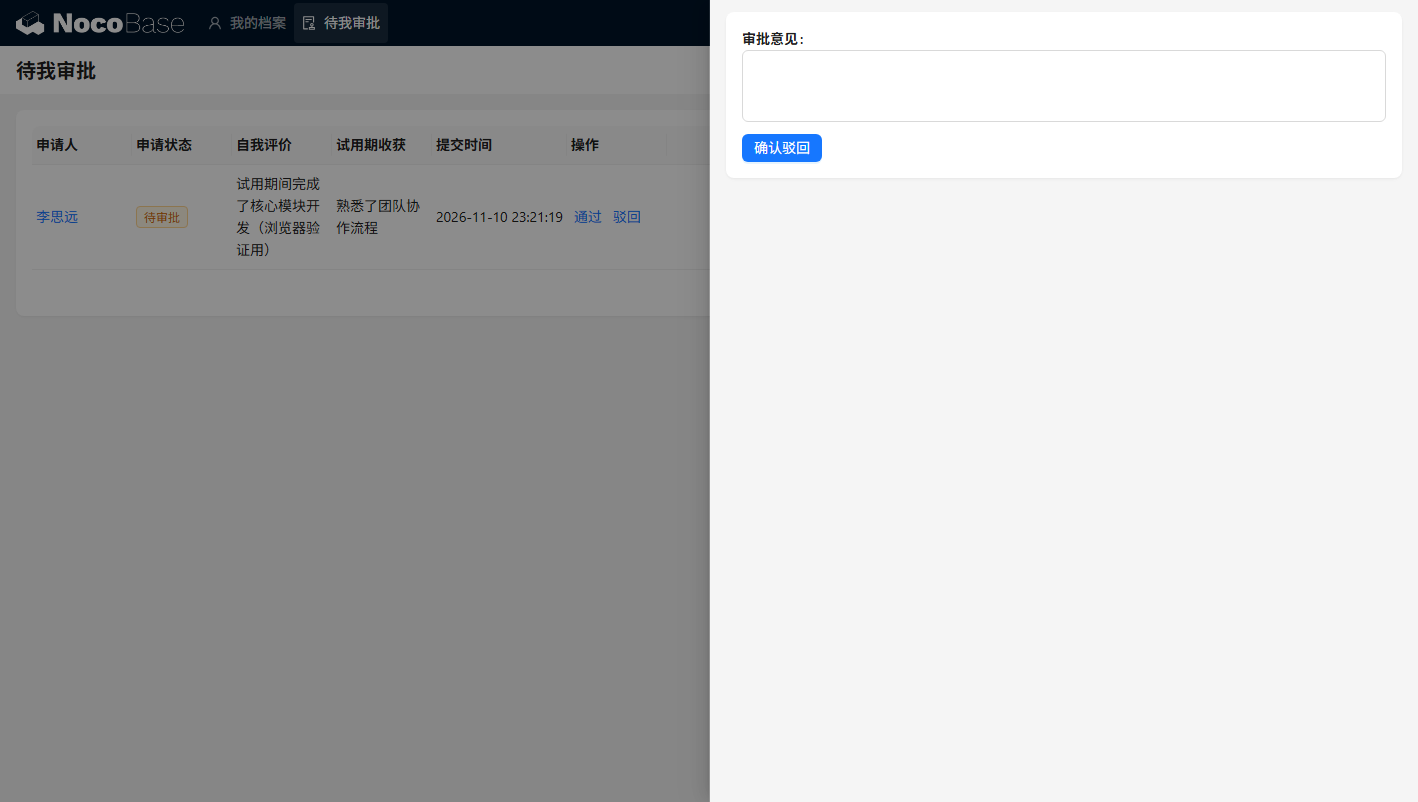 NocoBase 我的档案 待我审批
待我审批
申请人 申请状态 自我评价 试用期收获 提交时间 操作
李思远 待审批 试用期间完成
了核心模块开
发（浏览器验
证用） 熟悉了团队协
作流程 2026-11-10 23:21:19 通过 驳回
审批意见：
确认驳回